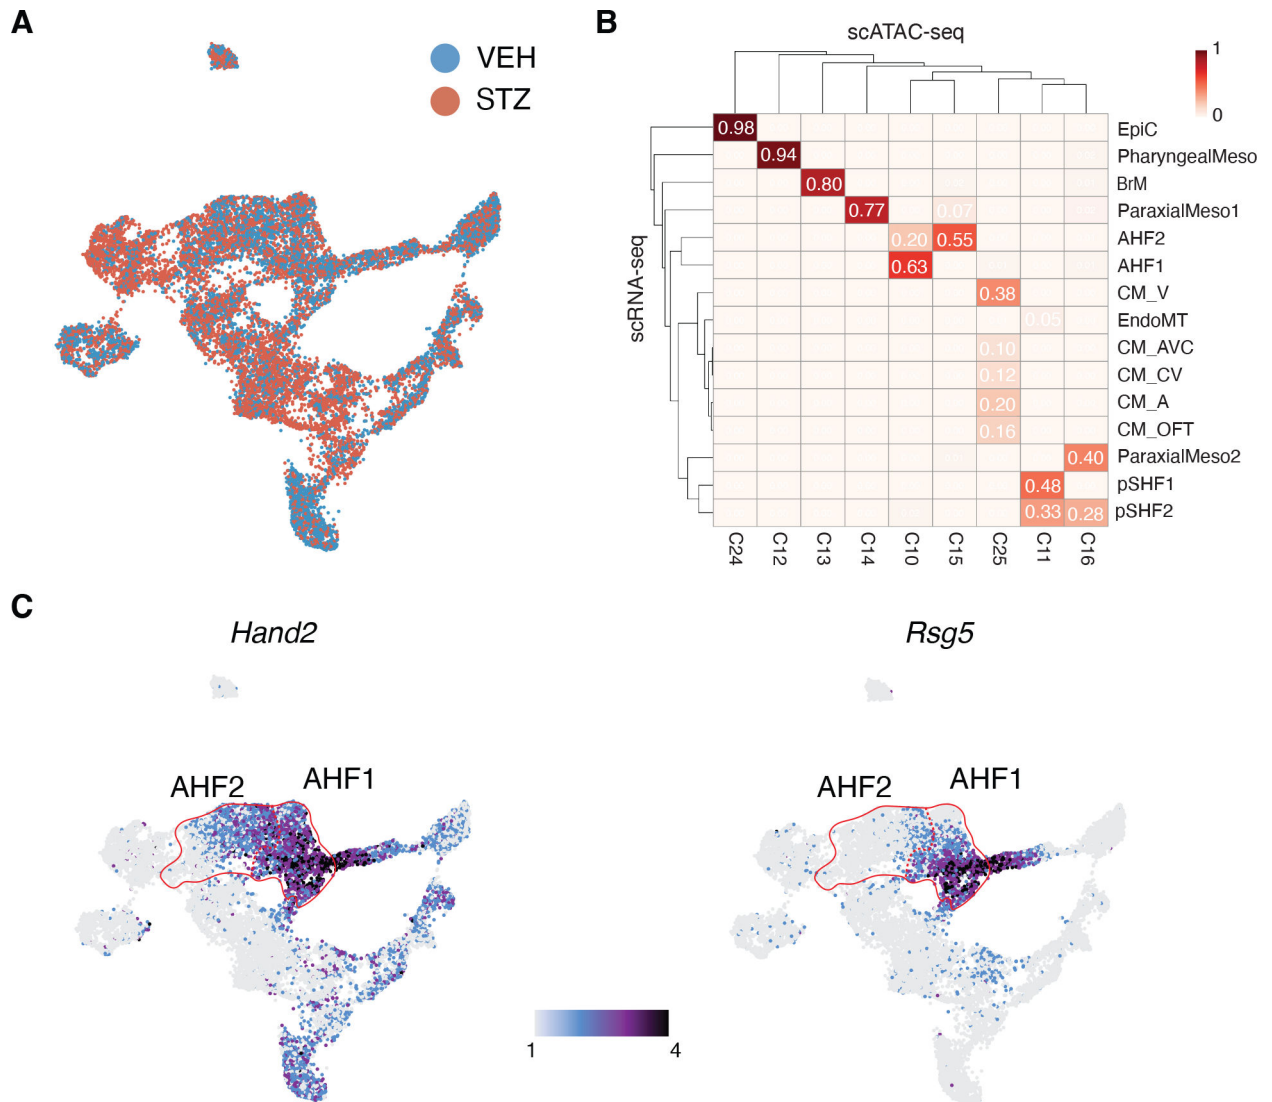 A
VEH
STZ
B
scATAC-seq
1
0
scRNA-seq
0.98 EpiC
0.94 PharyngealMeso
0.80 BrM
0.77 0.07 ParaxialMeso1
0.20 0.55 AHF2
0.63 AHF1
0.38 CM_V
0.05 EndoMT
0.10 CM_AVC
0.12 CM_CV
0.20 CM_A
0.16 CM_OFT
0.40 ParaxialMeso2
0.48 pSHF1
0.33 0.28 pSHF2
C24 C12 C13 C14 C10 C15 C25 C11 C16
C
Hand2
AHF2 AHF1
Rsg5
AHF2 AHF1
1 4